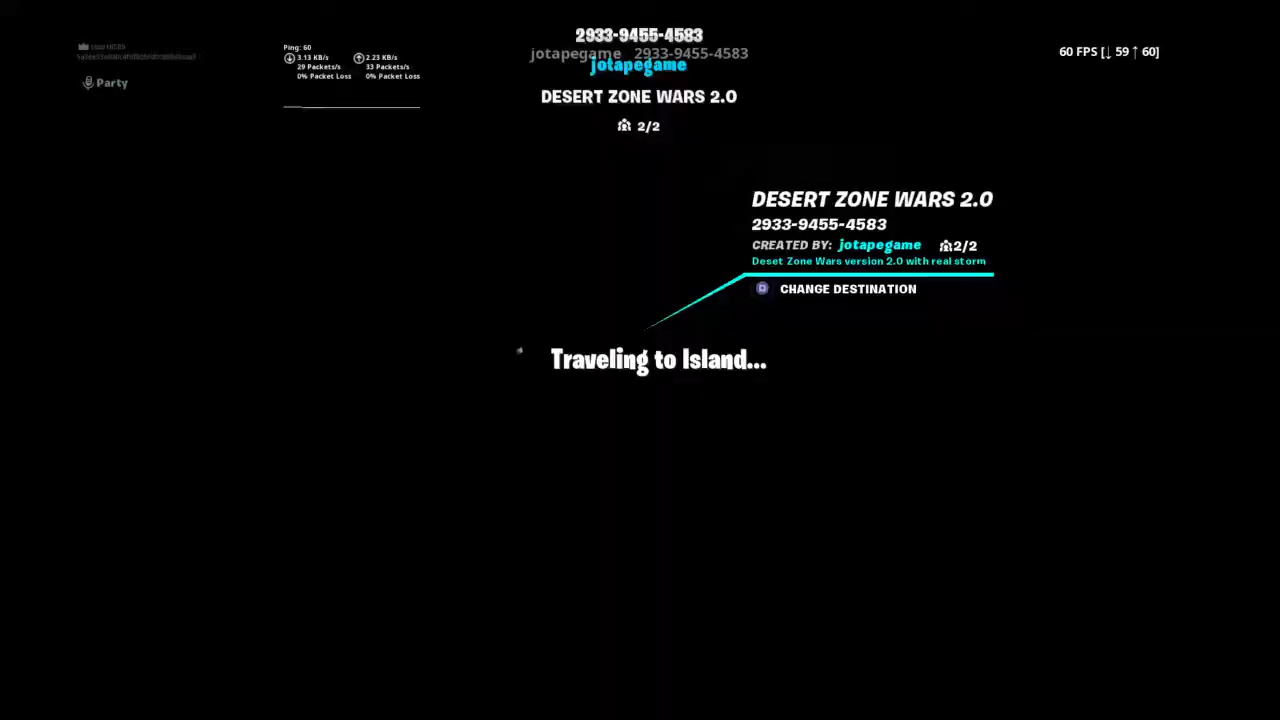 Party
Ping: 60
3.13 KB/s
29 Packets/s
0% Packet Loss
2.23 KB/s
33 Packets/s
0% Packet Loss
2933-9455-4583
jotapegame 2933-9455-4583
jotapegame
DESERT ZONE WARS 2.0
2/2
60 FPS [↓ 59 ↑ 60]
DESERT ZONE WARS 2.0
2933-9455-4583
CREATED BY: jotapegame 2/2
Deset Zone Wars version 2.0 with real storm
CHANGE DESTINATION
Traveling to Island...